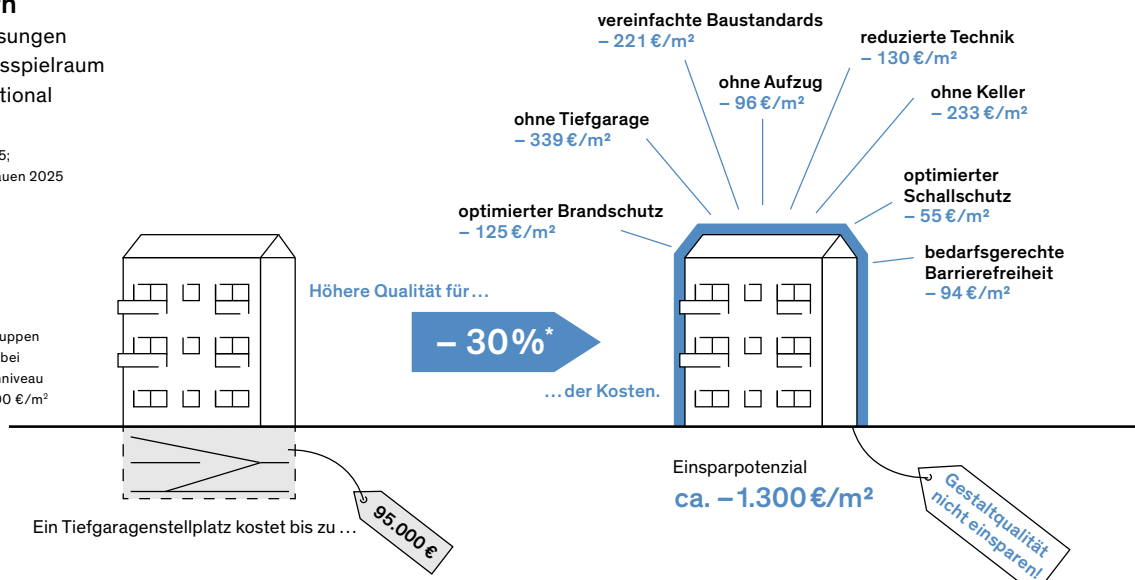 sungen
sspielraum
tional
5;
auen 2025
uppen
bei
niveau
00 €/m²
vereinfachte Baustandards
– 221 €/m²
reduzierte Technik
– 130 €/m²
ohne Aufzug
– 96 €/m²
ohne Keller
– 233 €/m²
ohne Tiefgarage
– 339 €/m²
optimierter
Schallschutz
– 55 €/m²
optimierter Brandschutz
– 125 €/m²
bedarfsgerechte
Barrierefreiheit
– 94 €/m²
Höhere Qualität für …
– 30 %*
… der Kosten.
Einsparpotenzial
ca. – 1.300 €/m²
Gestaltqualität
nicht einsparen!
Ein Tiefgaragenstellplatz kostet bis zu …
95.000 €